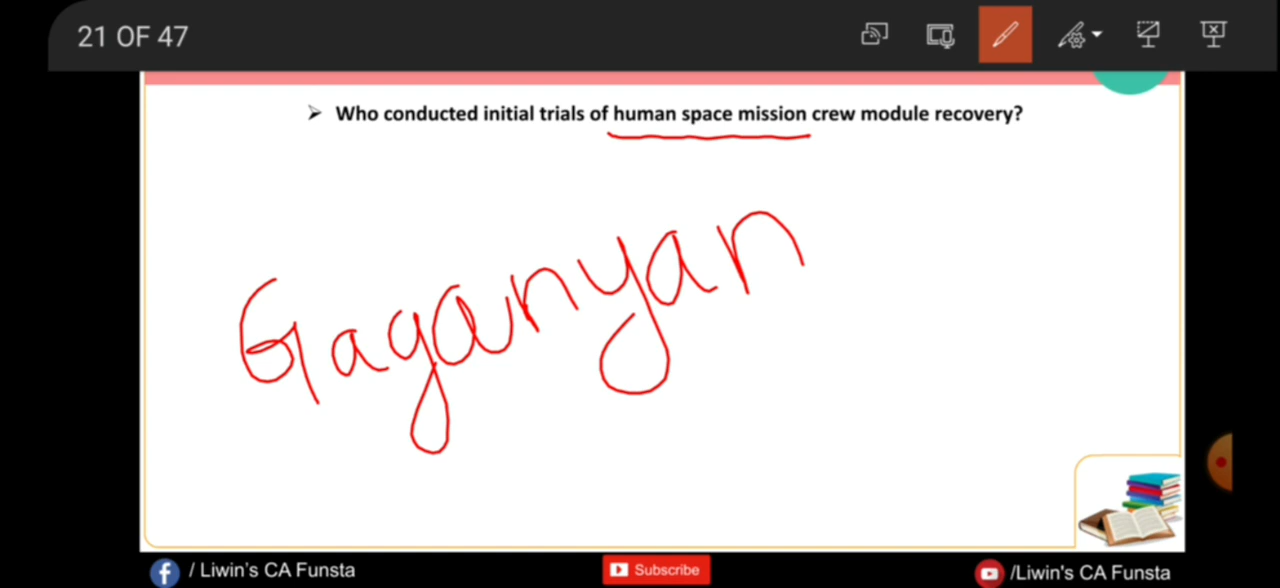 21 OF 47
➢ Who conducted initial trials of human space mission crew module recovery?
Gaganyan
/ Liwin's CA Funsta
Subscribe
/Liwin's CA Funsta